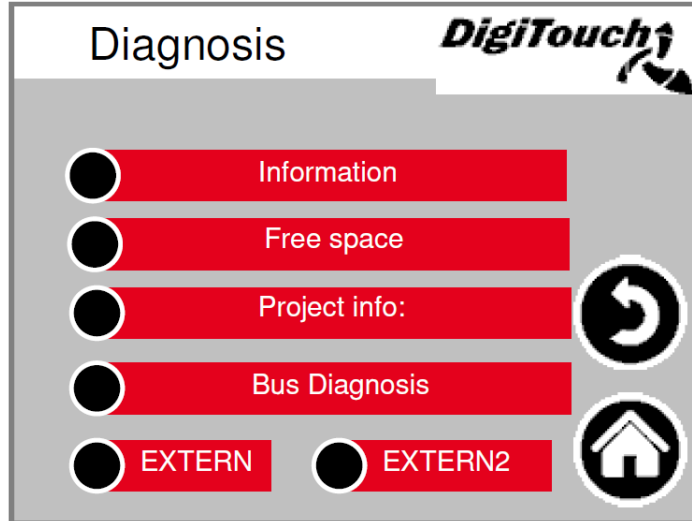 Diagnosis
DigiTouch
Information
Free space
Project info:
Bus Diagnosis
EXTERN
EXTERN2